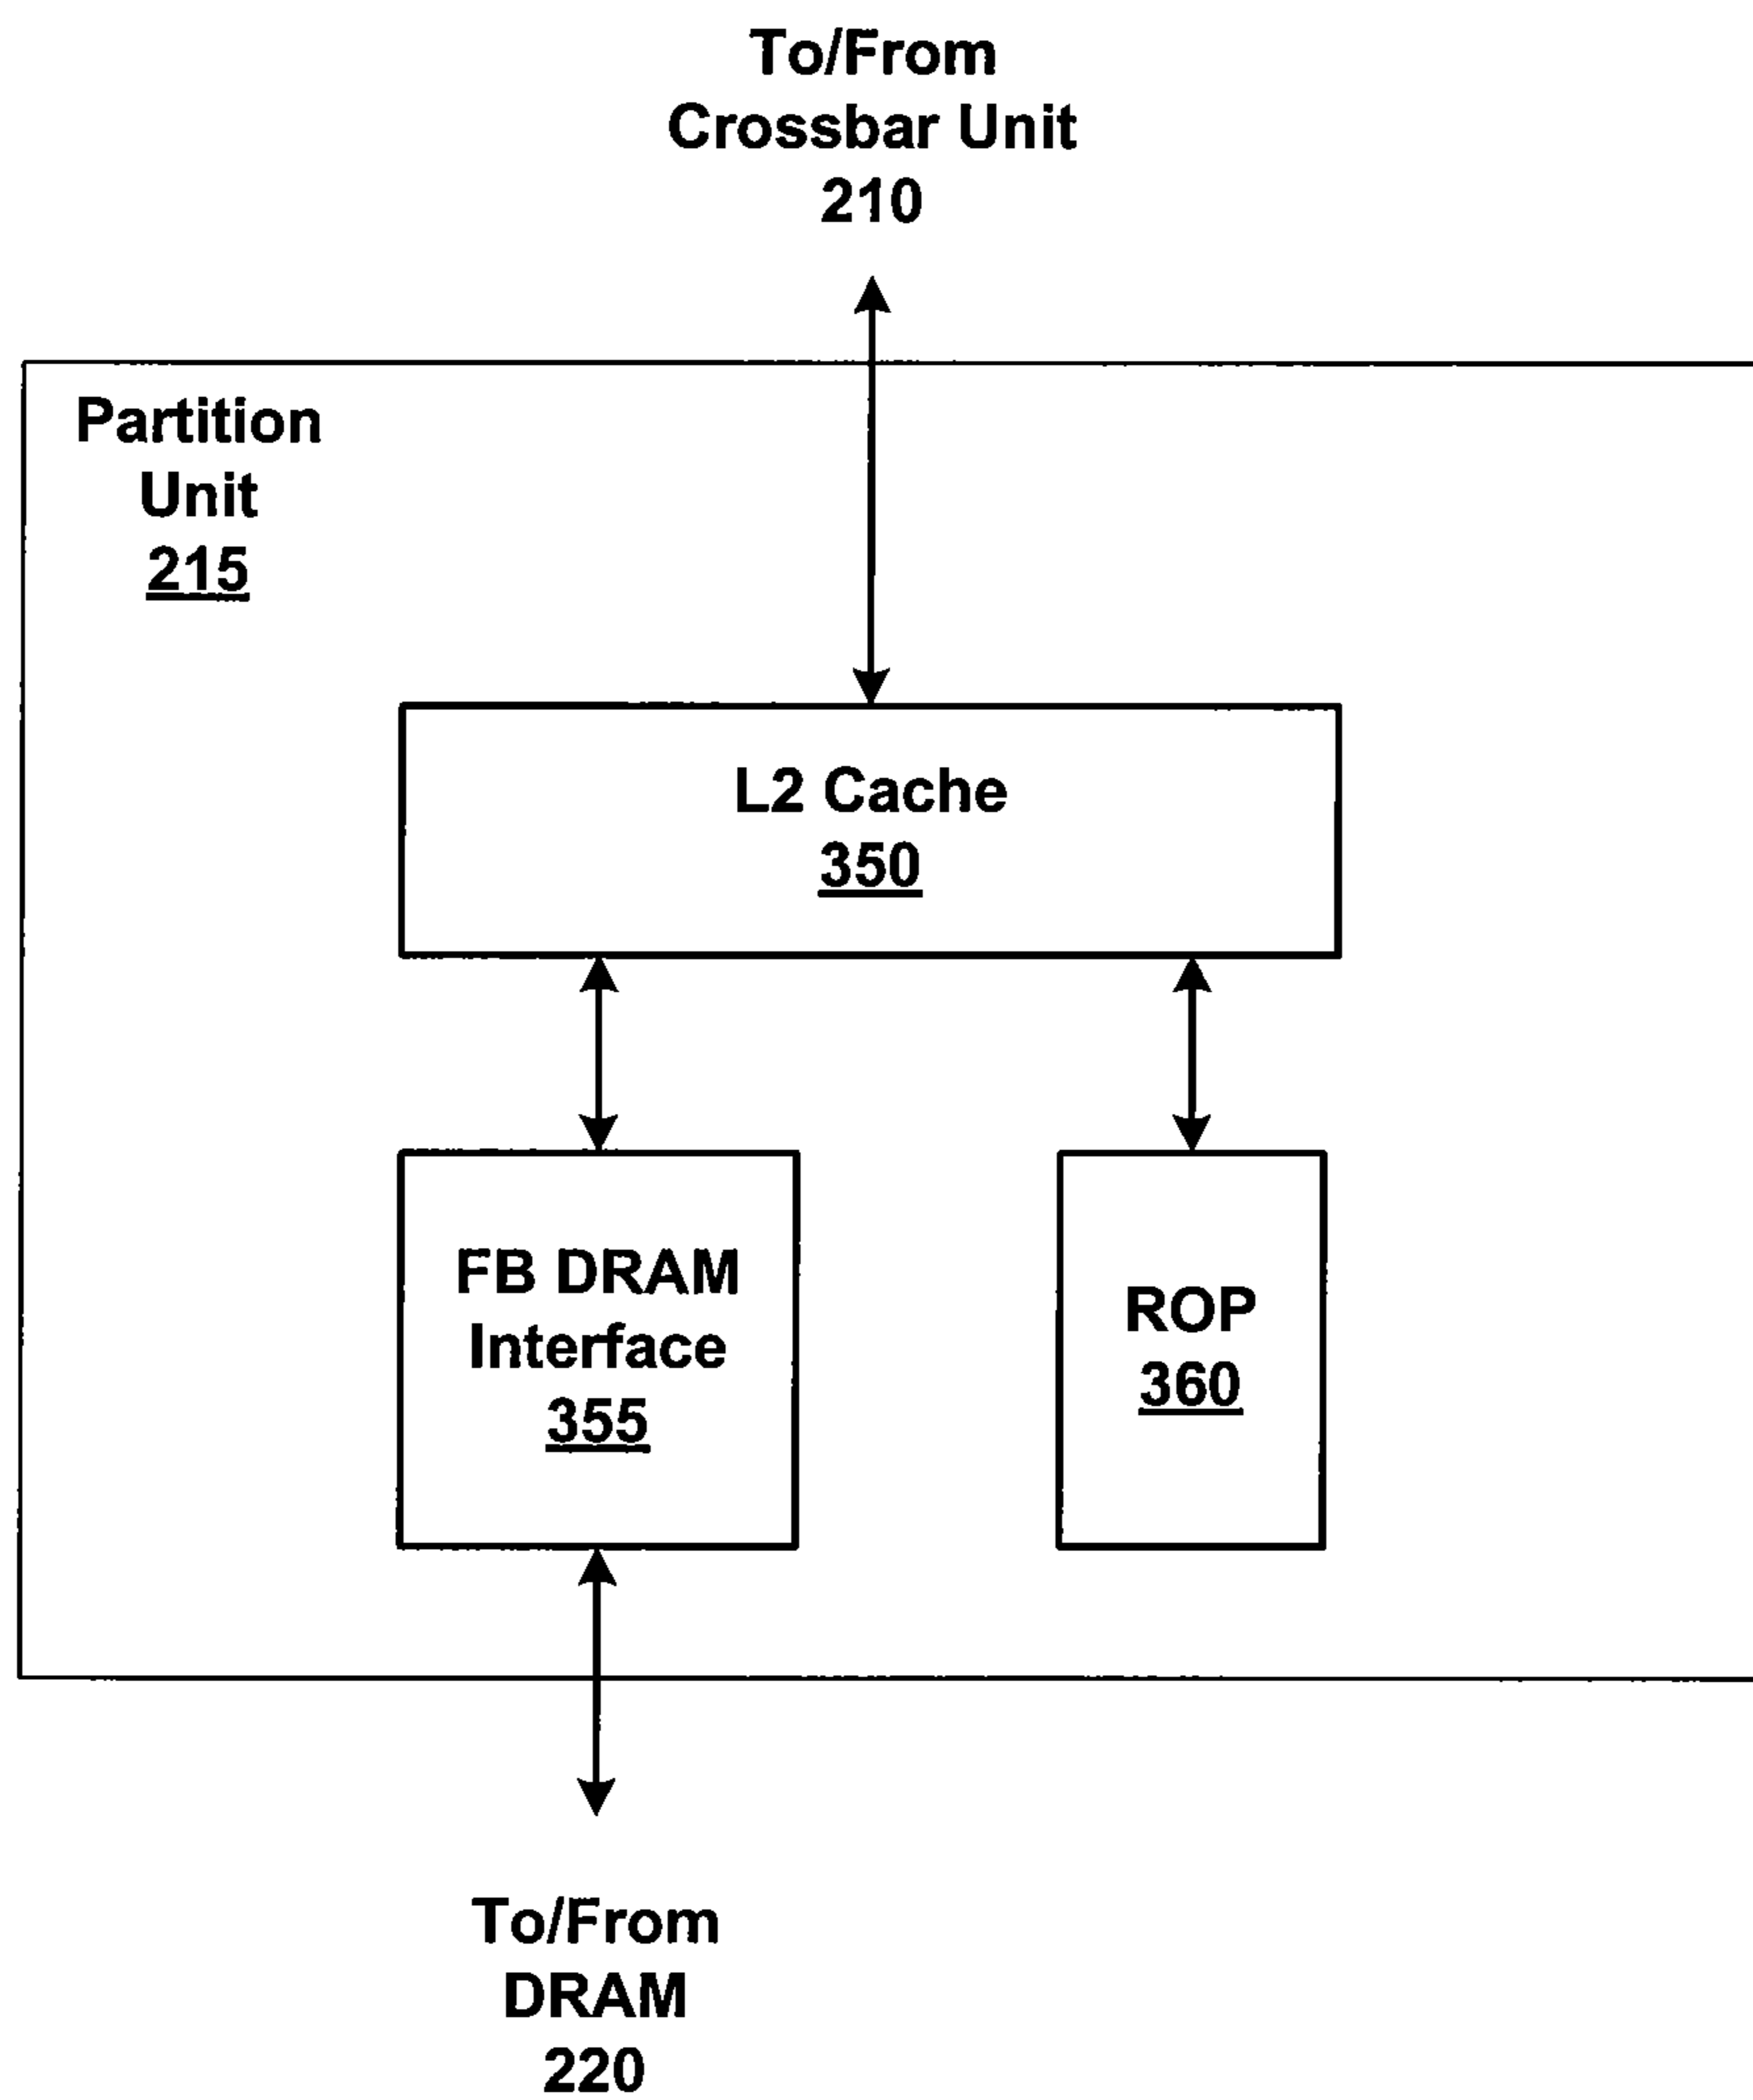 To/From
Crossbar Unit
210
Partition
Unit
215
L2 Cache
350
FB DRAM
Interface
355
ROP
360
To/From
DRAM
220